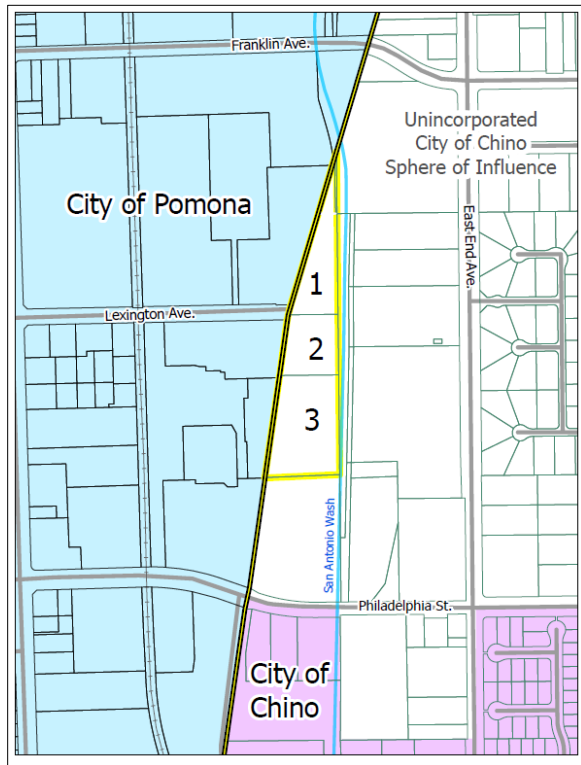 Franklin Ave.
Unincorporated
City of Chino
Sphere of Influence
City of Pomona
East End Ave.
1
Lexington Ave.
2
3
San Antonio Wash
Philadelphia St.
City of
Chino